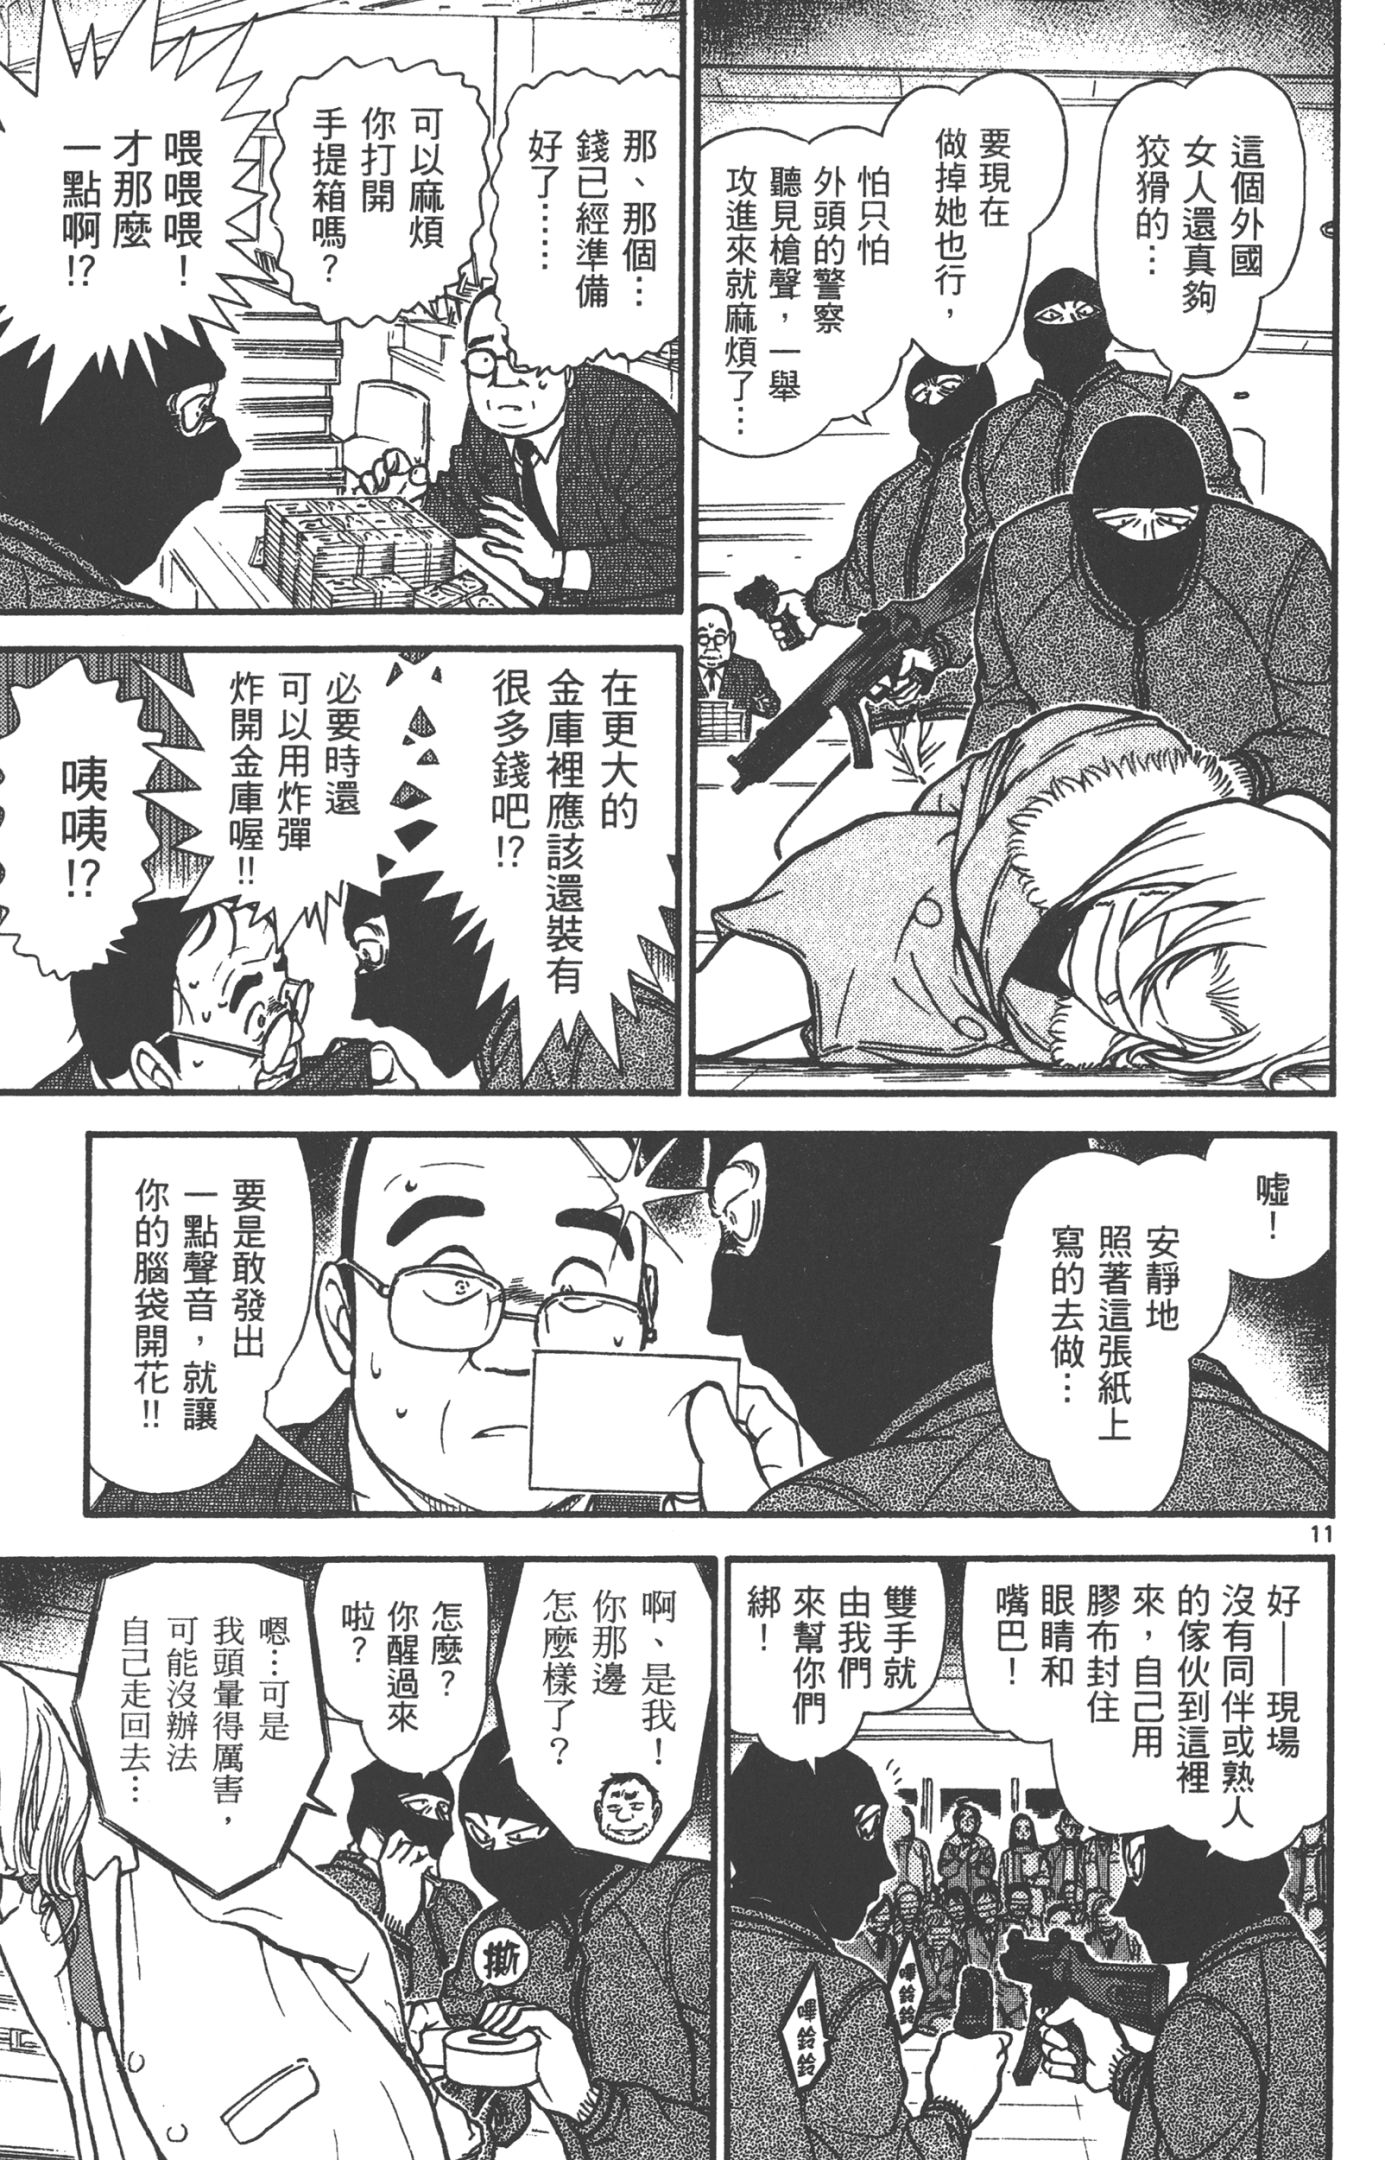 這個外國
女人還真夠
狡猾的…
要現在
做掉她也行，
怕只怕
外頭的警察
聽見槍聲，一舉
攻進來就麻煩了…
那、那個…
錢已經準備
好了……
可以麻煩
你打開
手提箱嗎？
喂喂喂！
才那麼
一點啊!?
在更大的
金庫裡應該還裝有
很多錢吧!?
必要時還
可以用炸彈
炸開金庫喔!!
咦咦!?
噓！
安靜地
照著這張紙上
寫的去做…
要是敢發出
一點聲音，就讓
你的腦袋開花!!
11
好——現場
沒有同伴或熟人
的傢伙到這裡
來，自己用
膠布封住
眼睛和
嘴巴！
雙手就
由我們
來幫你們
綁！
嗶鈴鈴
嗶鈴鈴
啊、是我！
你那邊
怎麼樣了？
怎麼？
你醒過來
啦？
撕
嗯…可是
我頭暈得厲害，
可能沒辦法
自己走回去…